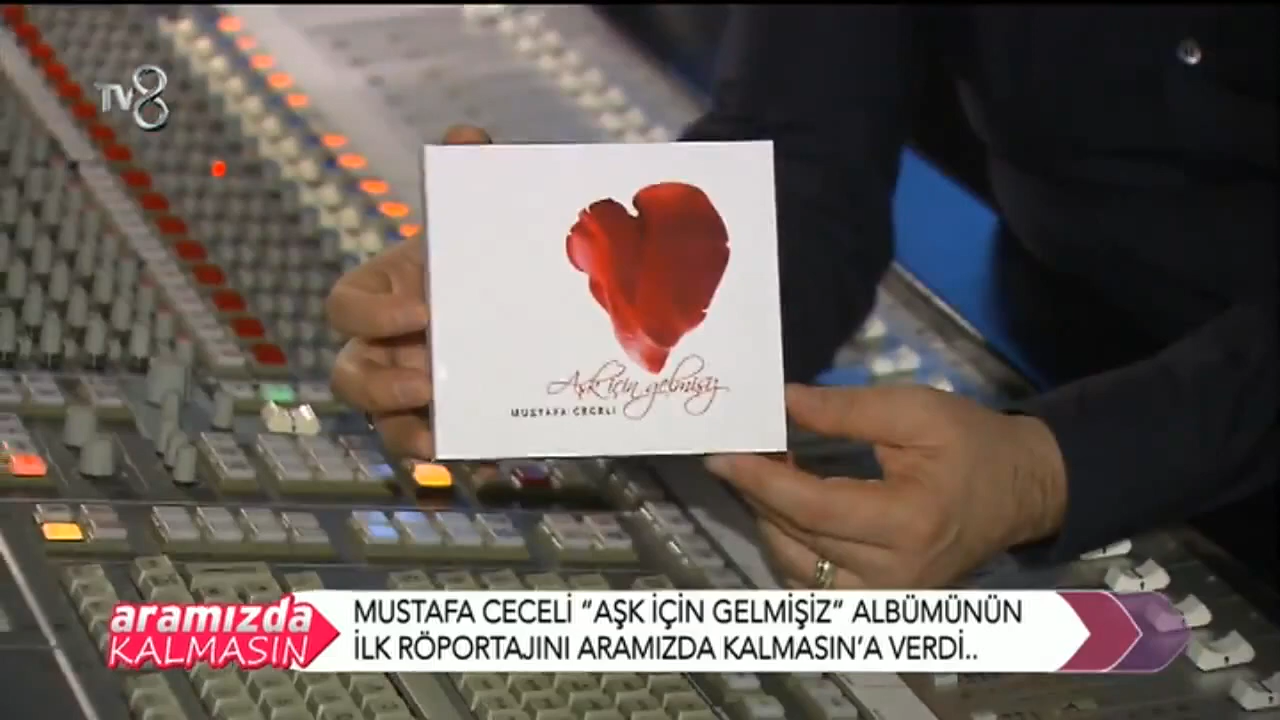 TV8
Aşk için gelmişiz
MUSTAFA CECELİ
aramızda
KALMASIN
MUSTAFA CECELİ “AŞK İÇİN GELMİŞİZ” ALBÜMÜNÜN
İLK RÖPORTAJINI ARAMIZDA KALMASIN’A VERDİ..